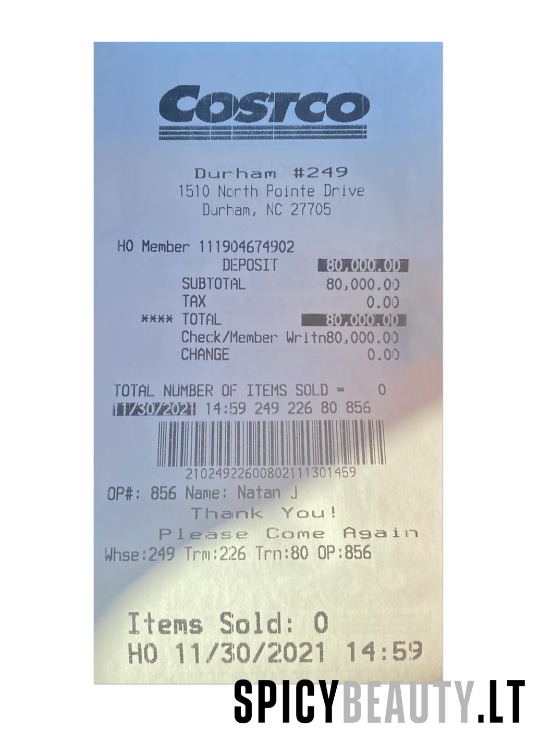 COSTCO
Durham #249
1510 North Pointe Drive
Durham, NC 27705
HO Member 111904674902
DEPOSIT 80,000.00
SUBTOTAL 80,000.00
TAX 0.00
**** TOTAL 80,000.00
Check/Member Writn80,000.00
CHANGE 0.00
TOTAL NUMBER OF ITEMS SOLD = 0
11/30/2021 14:59 249 226 80 856
21024922600802111301459
OP#: 856 Name: Natan J
Thank You!
Please Come Again
Whse:249 Trm:226 Trn:80 OP:856
Items Sold: 0
HO 11/30/2021 14:59
SPICYBEAUTY.LT